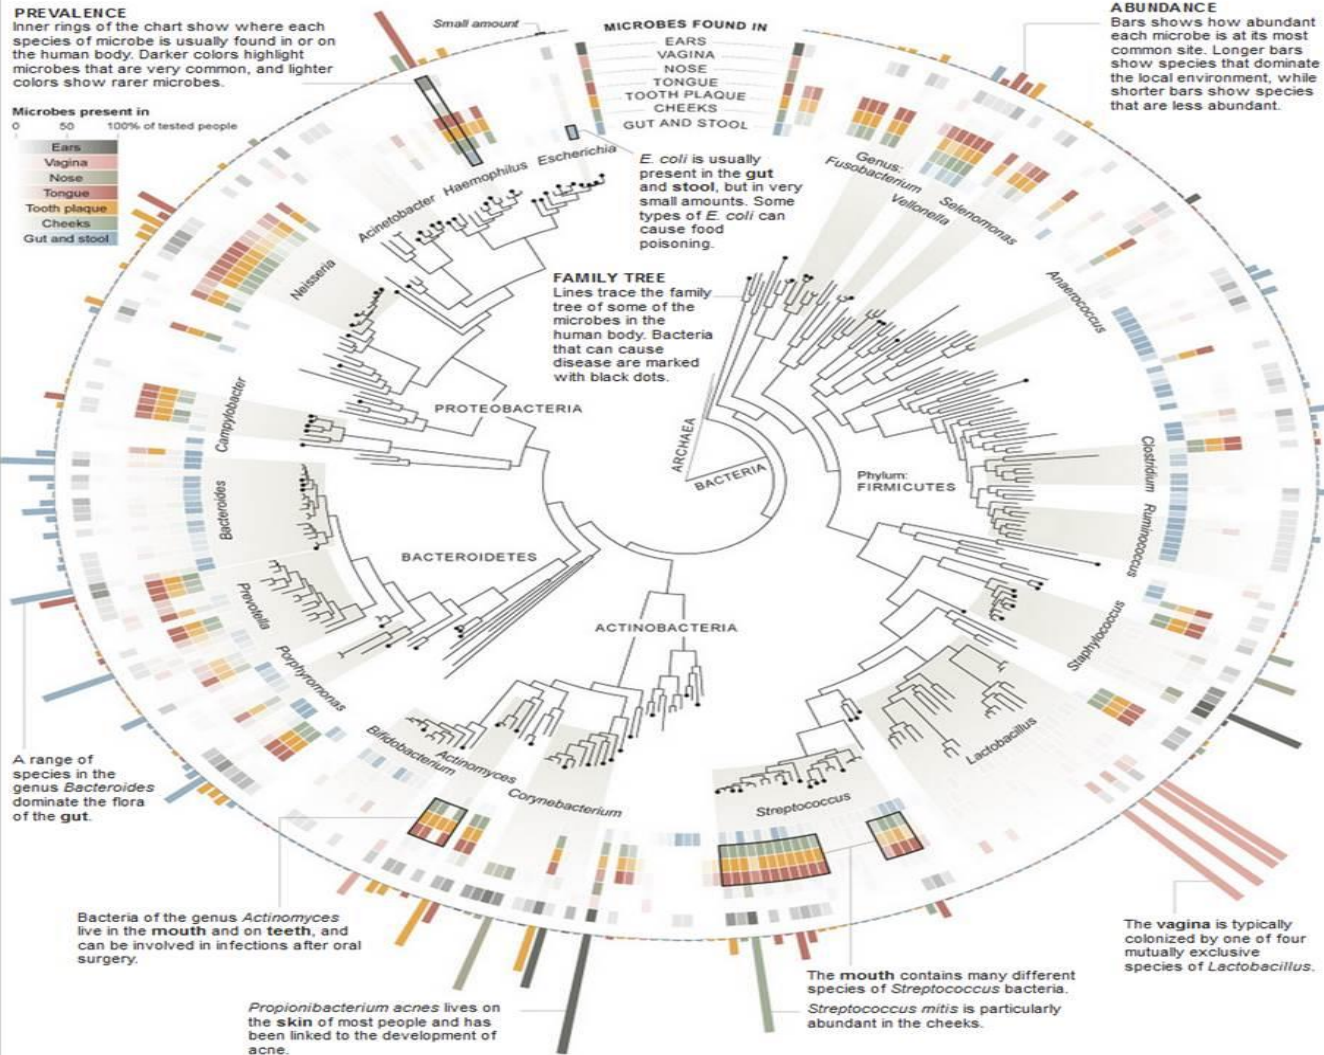 PREVALENCE
Inner rings of the chart show where each
species of microbe is usually found in or on
the human body. Darker colors highlight
microbes that are very common, and lighter
colors show rarer microbes.
Microbes present in
0 50 100% of tested people
Ears
Vagina
Nose
Tongue
Tooth plaque
Cheeks
Gut and stool
Small amount
MICROBES FOUND IN
EARS
VAGINA
NOSE
TONGUE
TOOTH PLAQUE
CHEEKS
GUT AND STOOL
ABUNDANCE
Bars shows how abundant
each microbe is at its most
common site. Longer bars
show species that dominate
the local environment, while
shorter bars show species
that are less abundant.
E. coli is usually
present in the gut
and stool, but in very
small amounts. Some
types of E. coli can
cause food
poisoning.
FAMILY TREE
Lines trace the family
tree of some of the
microbes in the
human body. Bacteria
that can cause
disease are marked
with black dots.
Acinetobacter
Haemophilus
Escherichia
Genus:
Fusobacterium
Vellonella
Selenomonas
Anaerococcus
Clostridium
Ruminococcus
Staphylococcus
Lactobacillus
Streptococcus
Corynebacterium
Actinomyces
Bifidobacterium
Porphyromonas
Prevotella
Bacteroides
Campylobacter
Neisseria
PROTEOBACTERIA
ARCHAEA
BACTERIA
Phylum:
FIRMICUTES
BACTEROIDETES
ACTINOBACTERIA
A range of
species in the
genus Bacteroides
dominate the flora
of the gut.
Bacteria of the genus Actinomyces
live in the mouth and on teeth, and
can be involved in infections after oral
surgery.
Propionibacterium acnes lives on
the skin of most people and has
been linked to the development of
acne.
The mouth contains many different
species of Streptococcus bacteria.
Streptococcus mitis is particularly
abundant in the cheeks.
The vagina is typically
colonized by one of four
mutually exclusive
species of Lactobacillus.